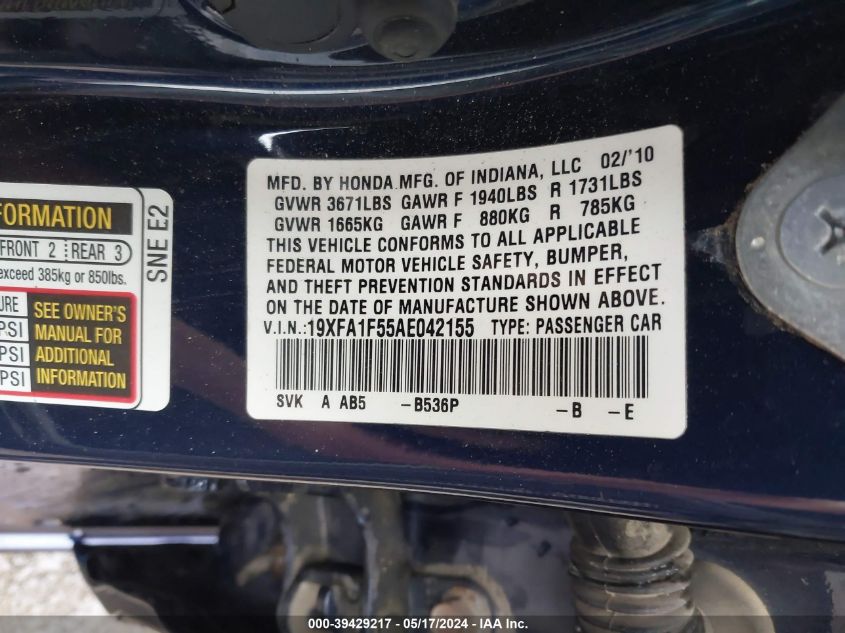 MFD. BY HONDA MFG. OF INDIANA, LLC 02/'10
GVWR 3671LBS GAWR F 1940LBS R 1731LBS
GVWR 1665KG GAWR F 880KG R 785KG
THIS VEHICLE CONFORMS TO ALL APPLICABLE
FEDERAL MOTOR VEHICLE SAFETY, BUMPER,
AND THEFT PREVENTION STANDARDS IN EFFECT
ON THE DATE OF MANUFACTURE SHOWN ABOVE.
V.I.N.:19XFA1F55AE042155 TYPE: PASSENGER CAR
SVK A AB5 -B536P -B -E
FORMATION
FRONT 2 REAR 3
exceed 385kg or 850lbs.
SEE OWNER'S
MANUAL FOR
PSI
PSI
ADDITIONAL
PSI
INFORMATION
SNE E2
000-39429217 - 05/17/2024 - IAAI Inc.